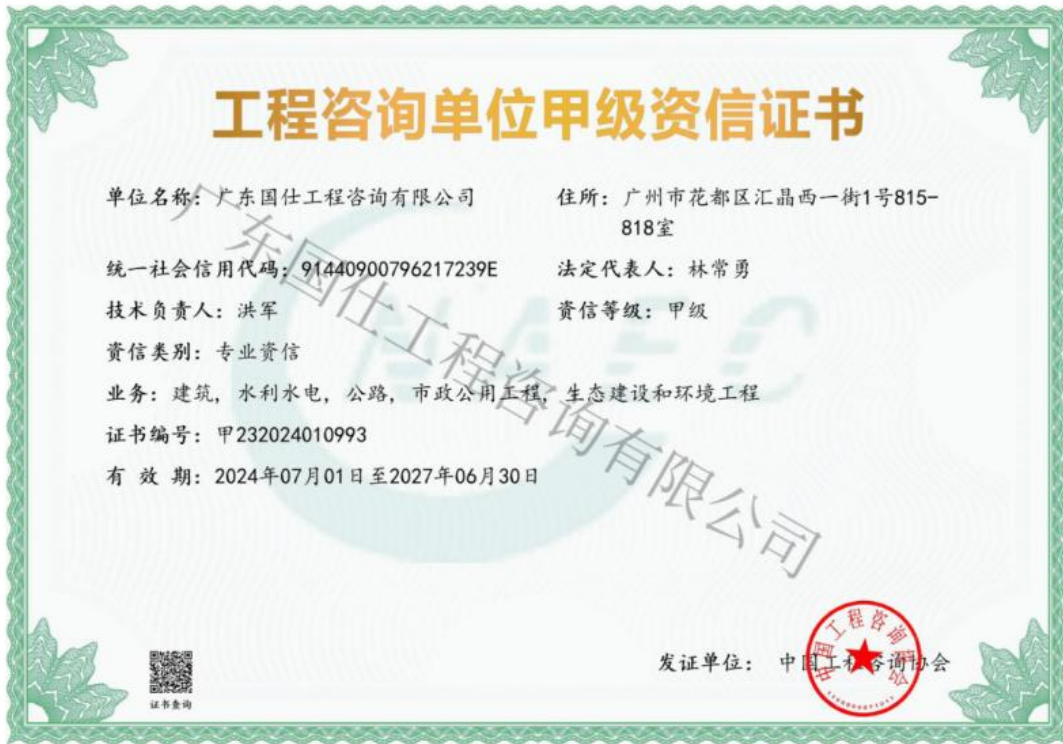 工程咨询单位甲级资信证书
单位名称：广东国仕工程咨询有限公司
住所：广州市花都区汇晶西一街1号815-
818室
统一社会信用代码：91440900796217239E
法定代表人：林常勇
技术负责人：洪军
资信等级：甲级
资信类别：专业资信
业务：建筑，水利水电，公路，市政公用工程，生态建设和环境工程
证书编号：甲232024010993
有 效 期：2024年07月01日至2027年06月30日
广东国仕工程咨询有限公司
CNAEC
证书查询
发证单位： 中国工程咨询协会
中国工程咨询协会